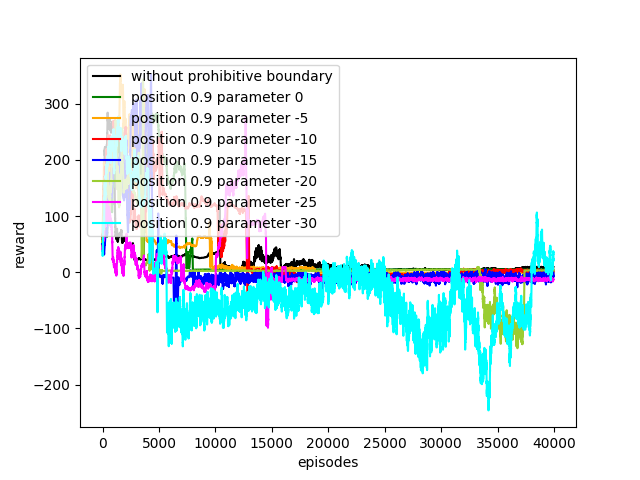 without prohibitive boundary
position 0.9 parameter 0
position 0.9 parameter -5
position 0.9 parameter -10
position 0.9 parameter -15
position 0.9 parameter -20
position 0.9 parameter -25
position 0.9 parameter -30
300
200
100
0
−100
−200
reward
0 5000 10000 15000 20000 25000 30000 35000 40000
episodes